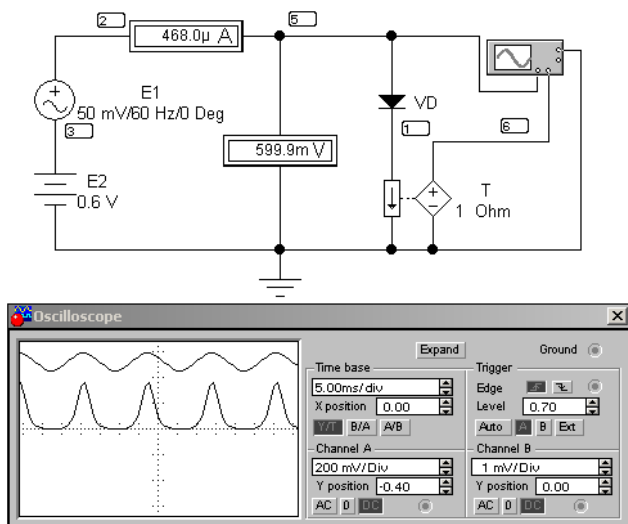 2
468.0μ A
5
E1
50 mV/60 Hz/0 Deg
3
VD
1
6
599.9m V
E2
0.6 V
T
1 Ohm
Oscilloscope
Expand
Ground
Time base
5.00ms/div
X position 0.00
Y/T B/A A/B
Trigger
Edge
Level 0.70
Auto A B Ext
Channel A
200 mV/Div
Y position -0.40
AC 0 DC
Channel B
1 mV/Div
Y position 0.00
AC 0 DC